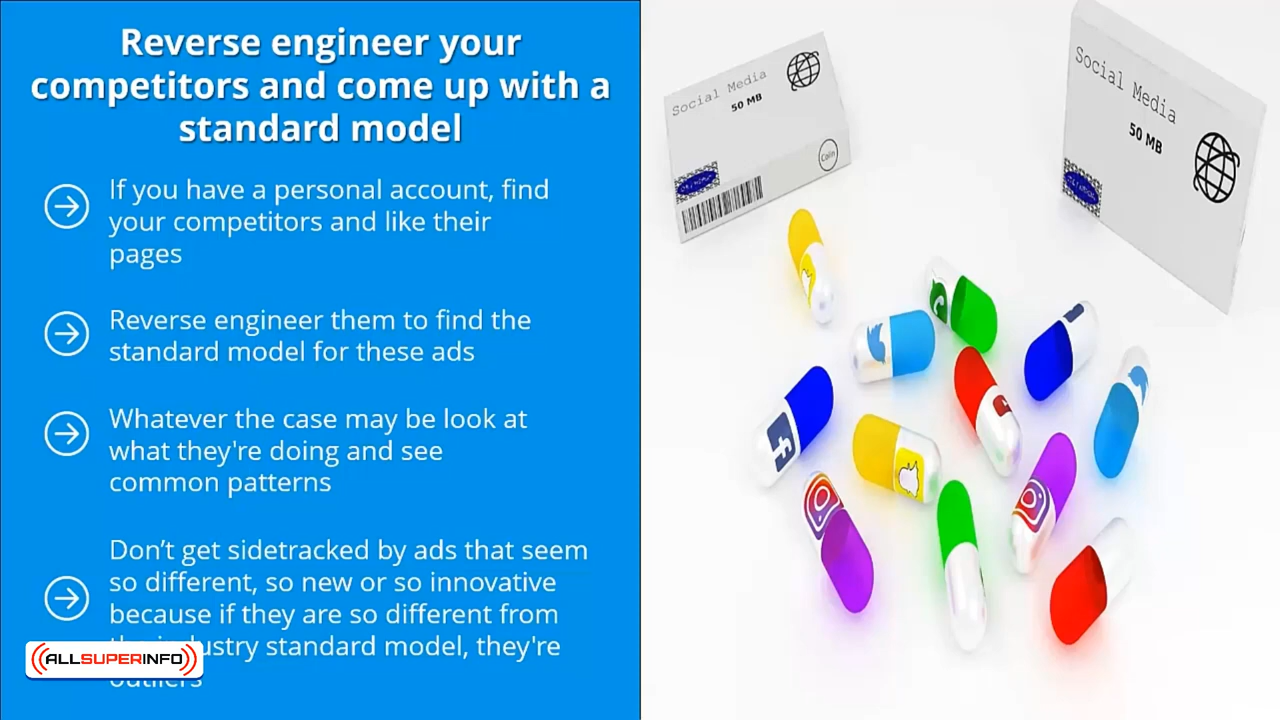 Reverse engineer your
competitors and come up with a
standard model
If you have a personal account, find
your competitors and like their
pages
Reverse engineer them to find the
standard model for these ads
Whatever the case may be look at
what they're doing and see
common patterns
Don’t get sidetracked by ads that seem
so different, so new or so innovative
because if they are so different from
the industry standard model, they're
outliers
ALLSUPERINFO
Social Media
50 MB
Coin
Social Media
50 MB